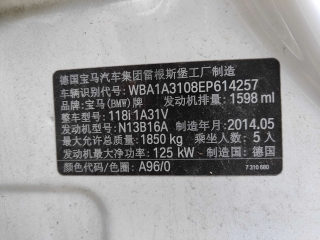 德国宝马汽车集团雷根斯堡工厂制造
车辆识别代号：WBA1A3108EP614257
品牌：宝马(BMW)牌 发动机排量：1598 ml
整车型号：118i 1A31V
发动机型号：N13B16A 制造年月：2014.05
最大允许总质量：1850 kg 乘坐人数：5人
发动机最大净功率：125 kW 制造国：德国
颜色代码/色度：A96/0 7 310 680